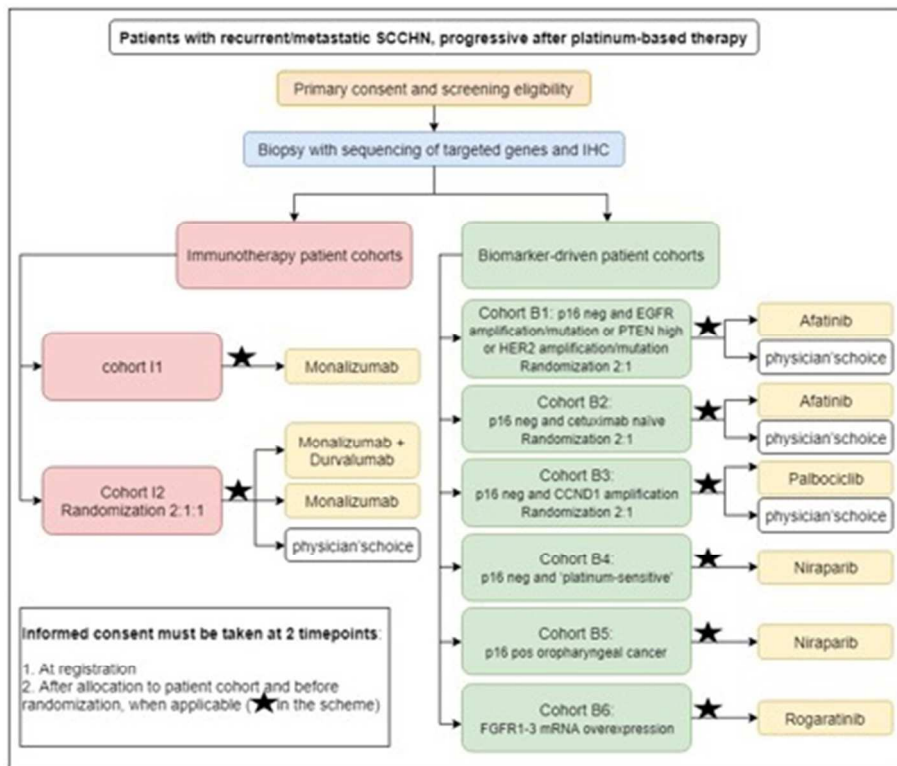 Patients with recurrent/metastatic SCCHN, progressive after platinum-based therapy
Primary consent and screening eligibility
Biopsy with sequencing of targeted genes and IHC
Immunotherapy patient cohorts
cohort I1
Monalizumab
Cohort I2
Randomization 2:1:1
Monalizumab +
Durvalumab
Monalizumab
physician'schoice
Biomarker-driven patient cohorts
Cohort B1: p16 neg and EGFR
amplification/mutation or PTEN high
or HER2 amplification/mutation
Randomization 2:1
Afatinib
physician'schoice
Cohort B2:
p16 neg and cetuximab naïve
Randomization 2:1
Afatinib
physician'schoice
Cohort B3:
p16 neg and CCND1 amplification
Randomization 2:1
Palbociclib
physician'schoice
Cohort B4:
p16 neg and 'platinum-sensitive'
Niraparib
Cohort B5:
p16 pos oropharyngeal cancer
Niraparib
Cohort B6:
FGFR1-3 mRNA overexpression
Rogaratinib
Informed consent must be taken at 2 timepoints:
1. At registration
2. After allocation to patient cohort and before
randomization, when applicable (★ in the scheme)